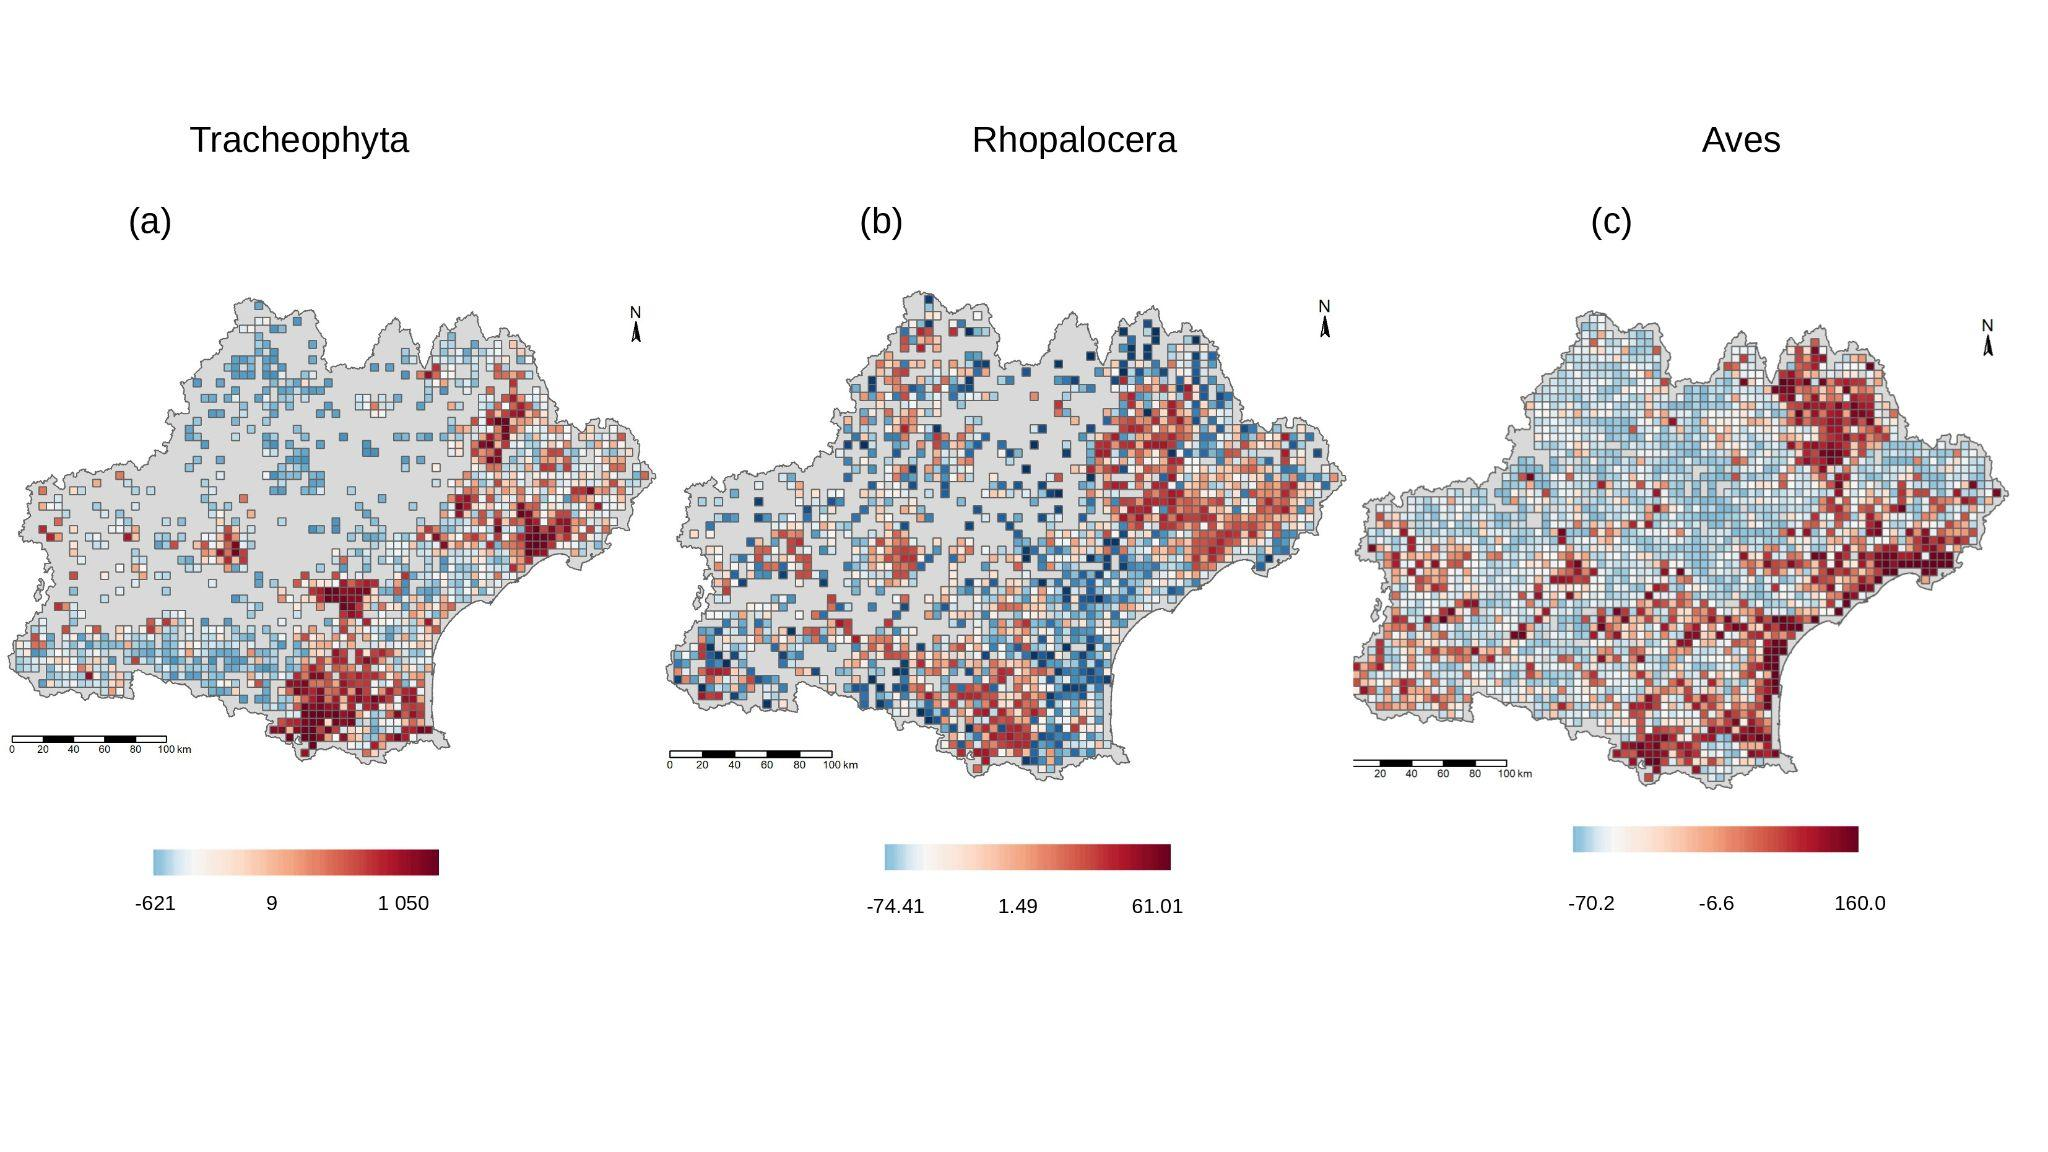 Tracheophyta Rhopalocera Aves
(a) (b) (c)
N N N
0 20 40 60 80 100 km
0 20 40 60 80 100 km
20 40 60 80 100 km
-621 9 1 050
-74.41 1.49 61.01
-70.2 -6.6 160.0